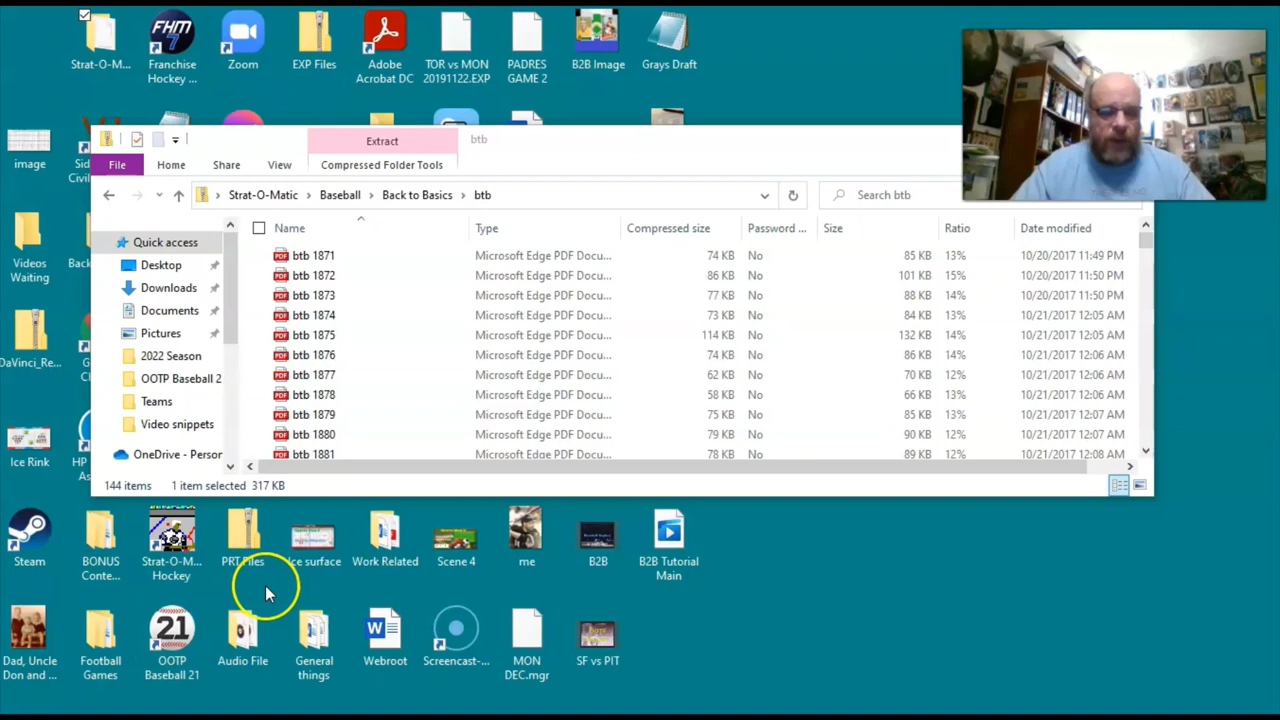 FHM
7
Strat-O-M...
Franchise
Hockey ...
Zoom
EXP Files
Adobe
Acrobat DC
TOR vs MON
20191122.EXP
PADRES
GAME 2
B2B Image
Grays Draft
Extract
btb
File
Home
Share
View
Compressed Folder Tools
Strat-O-Matic
Baseball
Back to Basics
btb
Search btb
Name
Type
Compressed size
Password ...
Size
Ratio
Date modified
Quick access
Desktop
Downloads
Documents
Pictures
2022 Season
OOTP Baseball 2
Teams
Video snippets
OneDrive - Person
btb 1871 Microsoft Edge PDF Docu... 74 KB No 85 KB 13% 10/20/2017 11:49 PM
btb 1872 Microsoft Edge PDF Docu... 86 KB No 101 KB 15% 10/20/2017 11:50 PM
btb 1873 Microsoft Edge PDF Docu... 77 KB No 88 KB 14% 10/20/2017 11:50 PM
btb 1874 Microsoft Edge PDF Docu... 73 KB No 84 KB 13% 10/21/2017 12:05 AM
btb 1875 Microsoft Edge PDF Docu... 114 KB No 132 KB 14% 10/21/2017 12:05 AM
btb 1876 Microsoft Edge PDF Docu... 74 KB No 86 KB 14% 10/21/2017 12:06 AM
btb 1877 Microsoft Edge PDF Docu... 62 KB No 70 KB 12% 10/21/2017 12:06 AM
btb 1878 Microsoft Edge PDF Docu... 58 KB No 66 KB 13% 10/21/2017 12:06 AM
btb 1879 Microsoft Edge PDF Docu... 75 KB No 85 KB 13% 10/21/2017 12:07 AM
btb 1880 Microsoft Edge PDF Docu... 79 KB No 90 KB 12% 10/21/2017 12:07 AM
btb 1881 Microsoft Edge PDF Docu... 78 KB No 89 KB 12% 10/21/2017 12:08 AM
144 items 1 item selected 317 KB
image
Sid
Civil
Videos
Waiting
Back
DaVinci_Re...
Ice Rink
HP
As
Steam
BONUS
Conte...
Strat-O-M...
Hockey
PRT Files
Ice surface
Work Related
Scene 4
me
B2B
B2B Tutorial
Main
Dad, Uncle
Don and ...
Football
Games
21
OOTP
Baseball 21
Audio File
General
things
Webroot
Screencast-...
MON
DEC.mgr
SF vs PIT